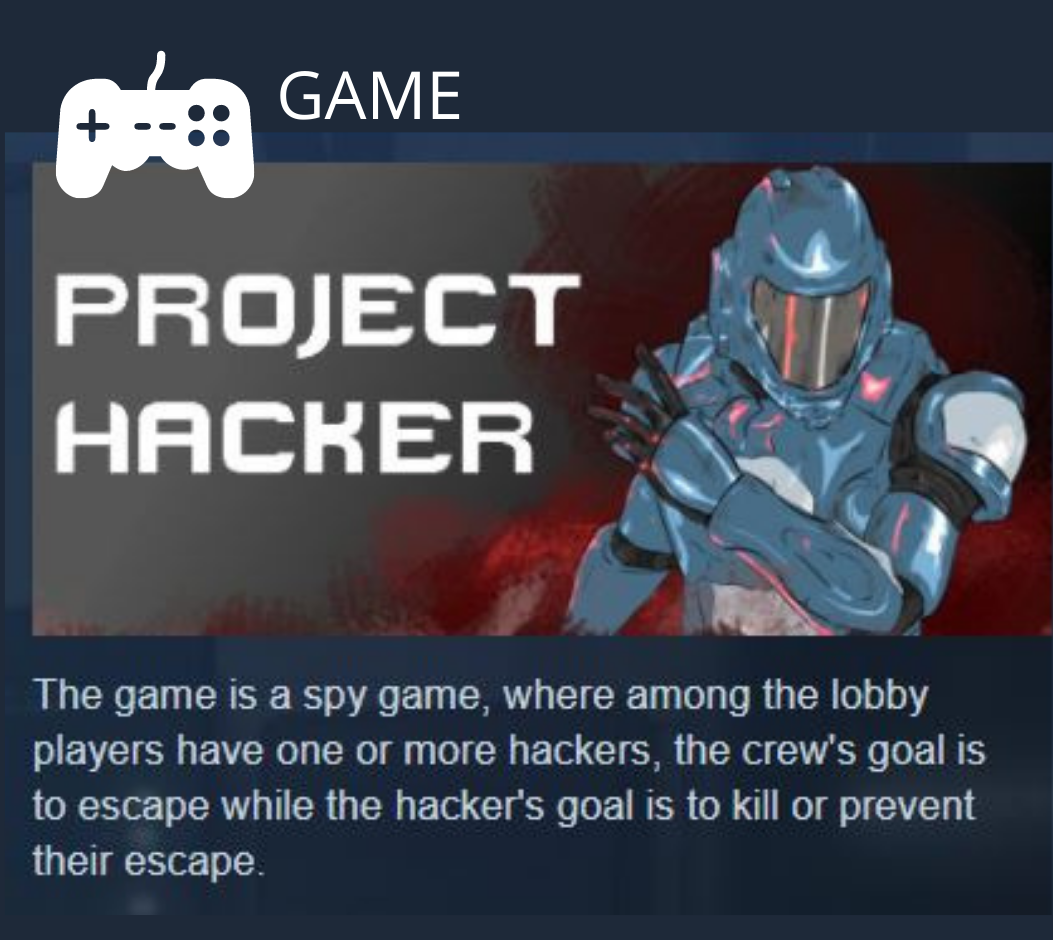 GAME
PROJECT
HACKER
The game is a spy game, where among the lobby
players have one or more hackers, the crew's goal is
to escape while the hacker's goal is to kill or prevent
their escape.